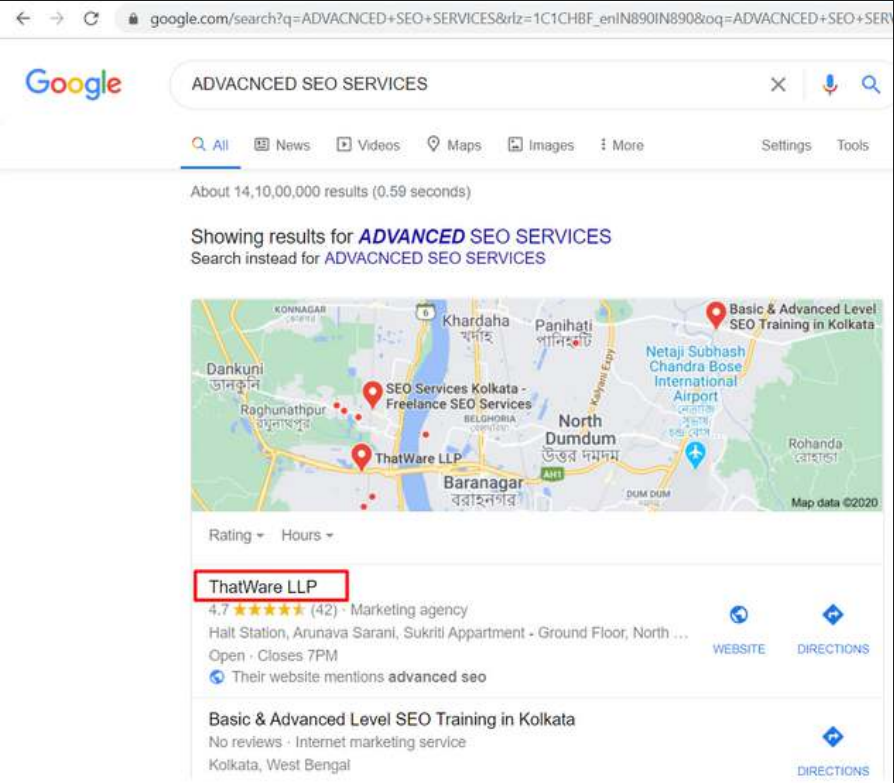 google.com/search?q=ADVACNCED+SEO+SERVICES&rlz=1C1CHBF_enIN890IN890&oq=ADVACNCED+SEO+SERV
Google
ADVACNCED SEO SERVICES
All News Videos Maps Images More Settings Tools
About 14,10,00,000 results (0.59 seconds)
Showing results for ADVANCED SEO SERVICES
Search instead for ADVACNCED SEO SERVICES
KONNAGAR
6
Khardaha
খর্দাহ
Panihati
পানিহাটি
Basic & Advanced Level
SEO Training in Kolkata
Dankuni
ডানকুনি
Netaji Subhash
Chandra Bose
International
Airport
Kalyani Expy
SEO Services Kolkata -
Freelance SEO Services
Raghunathpur
রঘুনাথপুর
BELGHORIA
North
Dumdum
উত্তর দমদম
Rohanda
রোহান্ডা
ThatWare LLP
AH1
Baranagar
বরাহনগর
DUM DUM
Map data ©2020
Rating Hours
ThatWare LLP
4.7 (42) · Marketing agency
Halt Station, Arunava Sarani, Sukriti Appartment - Ground Floor, North ...
WEBSITE DIRECTIONS
Open · Closes 7PM
Their website mentions advanced seo
Basic & Advanced Level SEO Training in Kolkata
No reviews · Internet marketing service
Kolkata, West Bengal
DIRECTIONS